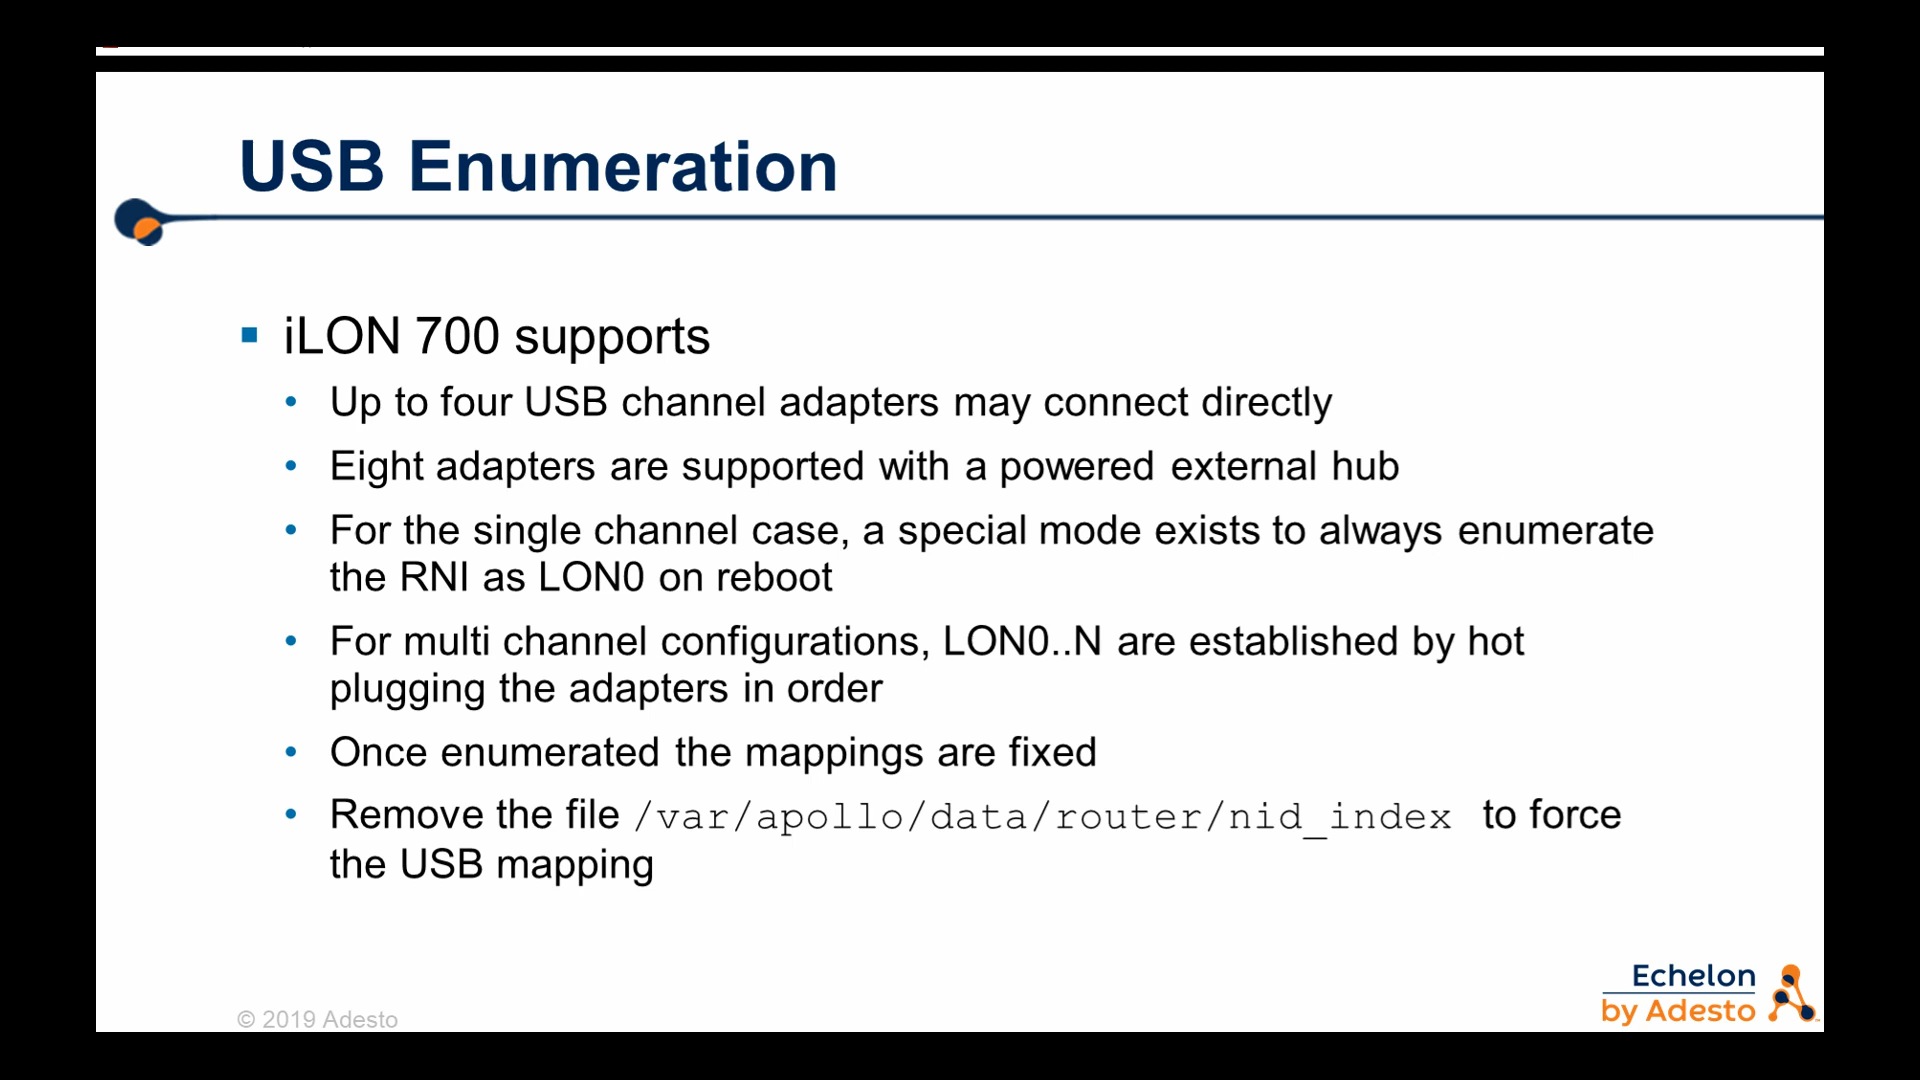 USB Enumeration
iLON 700 supports
Up to four USB channel adapters may connect directly
Eight adapters are supported with a powered external hub
For the single channel case, a special mode exists to always enumerate
the RNI as LON0 on reboot
For multi channel configurations, LON0..N are established by hot
plugging the adapters in order
Once enumerated the mappings are fixed
Remove the file /var/apollo/data/router/nid_index to force
the USB mapping
© 2019 Adesto
Echelon
by Adesto